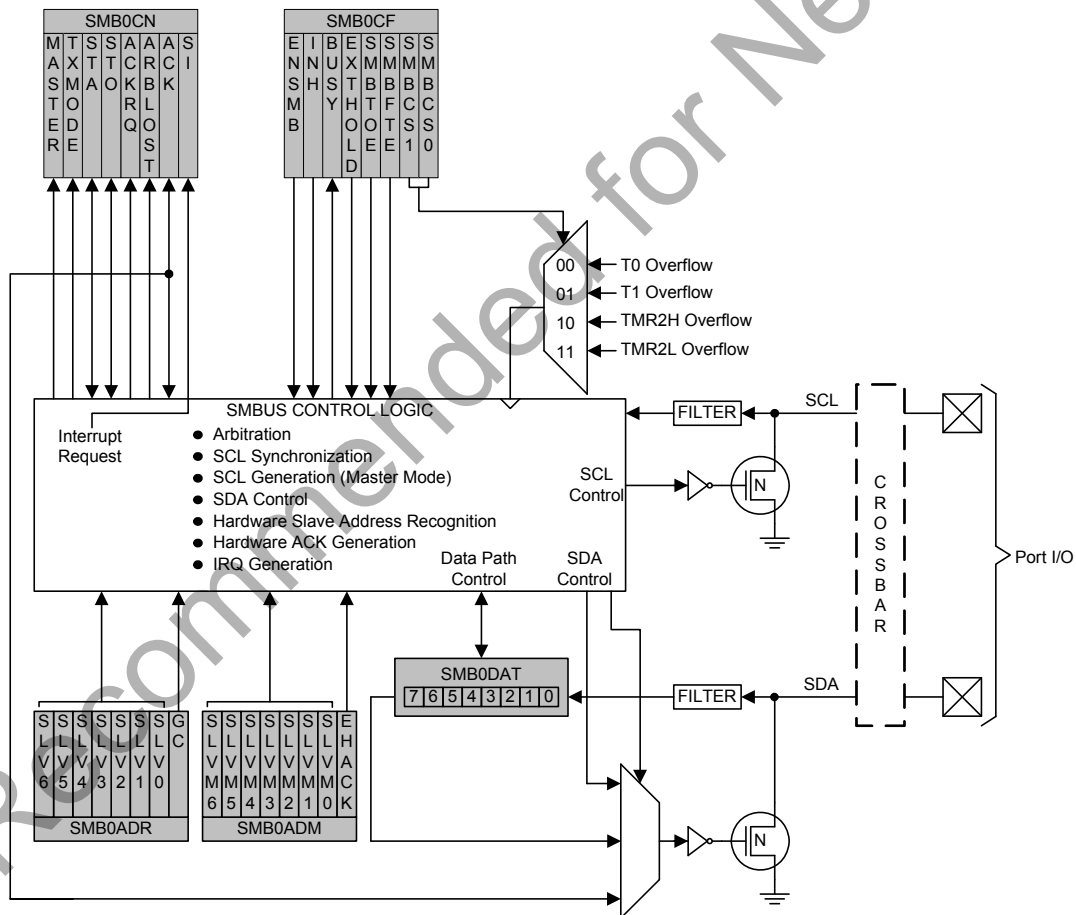 SMB0CN
MASTER
TXMODE
STA
STO
ACKRQ
ARBLOST
ACK
SI
SMB0CF
ENSMB
INH
BUSY
EXTHOLD
SMBTOE
SMBFTE
SMBCS1
SMBCS0
00
01
10
11
T0 Overflow
T1 Overflow
TMR2H Overflow
TMR2L Overflow
SMBUS CONTROL LOGIC
Interrupt
Request
● Arbitration
● SCL Synchronization
● SCL Generation (Master Mode)
● SDA Control
● Hardware Slave Address Recognition
● Hardware ACK Generation
● IRQ Generation
SCL
Control
Data Path
Control
SDA
Control
FILTER
SCL
N
CROSSBAR
Port I/O
SMB0DAT
7 6 5 4 3 2 1 0
FILTER
SDA
N
SLV6
SLV5
SLV4
SLV3
SLV2
SLV1
SLV0
GC
SMB0ADR
SLVM6
SLVM5
SLVM4
SLVM3
SLVM2
SLVM1
SLVM0
EHACK
SMB0ADM
Recommended for Ne